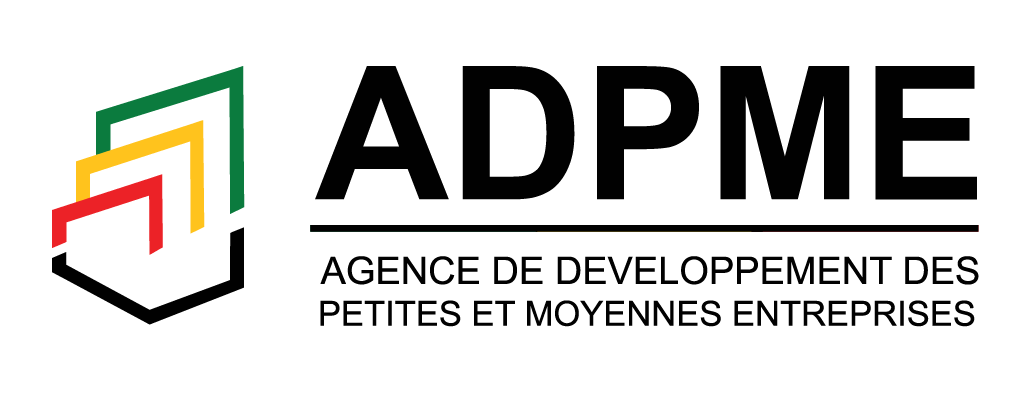 ADPME
AGENCE DE DEVELOPPEMENT DES
PETITES ET MOYENNES ENTREPRISES